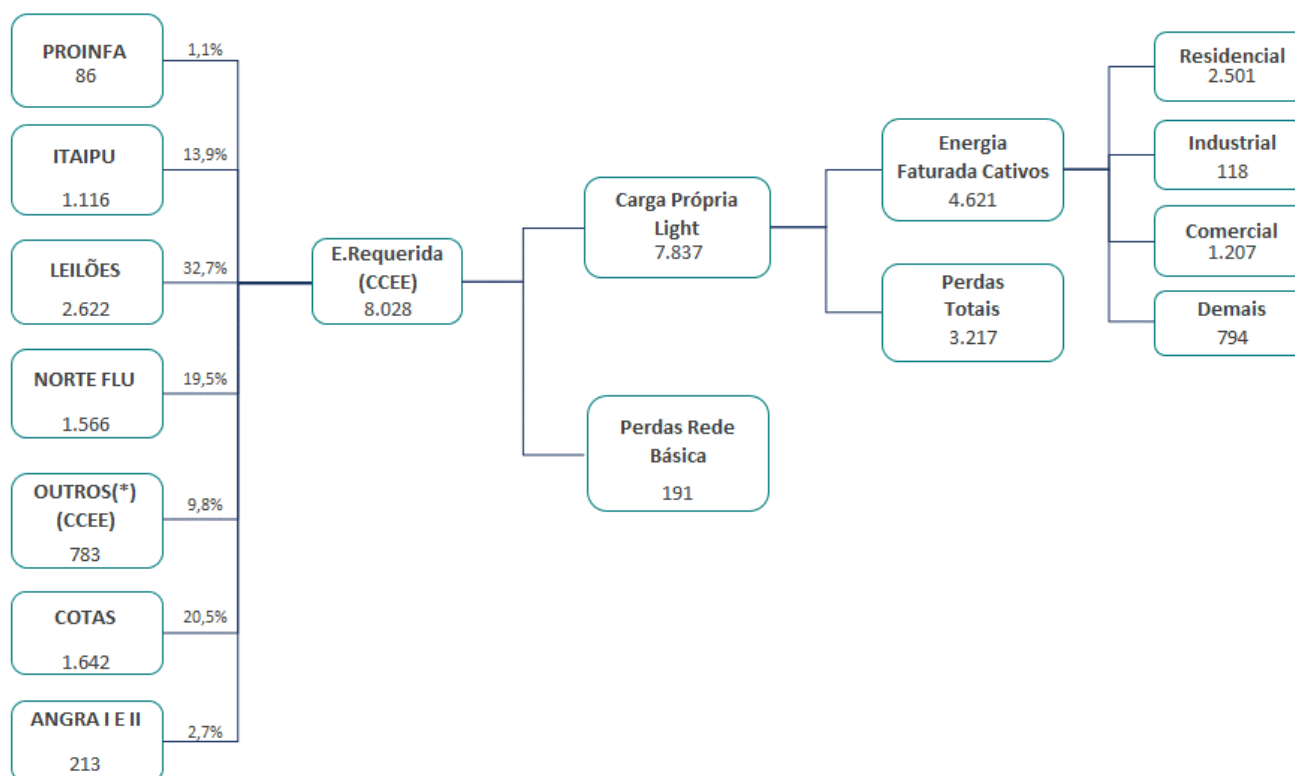 PROINFA
86
1,1%
ITAIPU
1.116
13,9%
LEILÕES
2.622
32,7%
NORTE FLU
1.566
19,5%
OUTROS(*)
(CCEE)
783
9,8%
COTAS
1.642
20,5%
ANGRA I E II
213
2,7%
E.Requerida
(CCEE)
8.028
Carga Própria
Light
7.837
Perdas Rede
Básica
191
Energia
Faturada Cativos
4.621
Perdas
Totais
3.217
Residencial
2.501
Industrial
118
Comercial
1.207
Demais
794